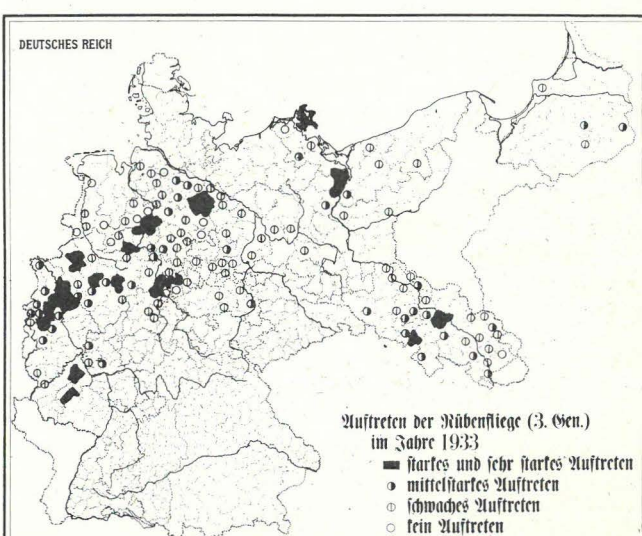 DEUTSCHES REICH
Auftreten der Rübenfliege (3. Gen.)
im Jahre 1933
starkes und sehr starkes Auftreten
mittelstarkes Auftreten
schwaches Auftreten
kein Auftreten